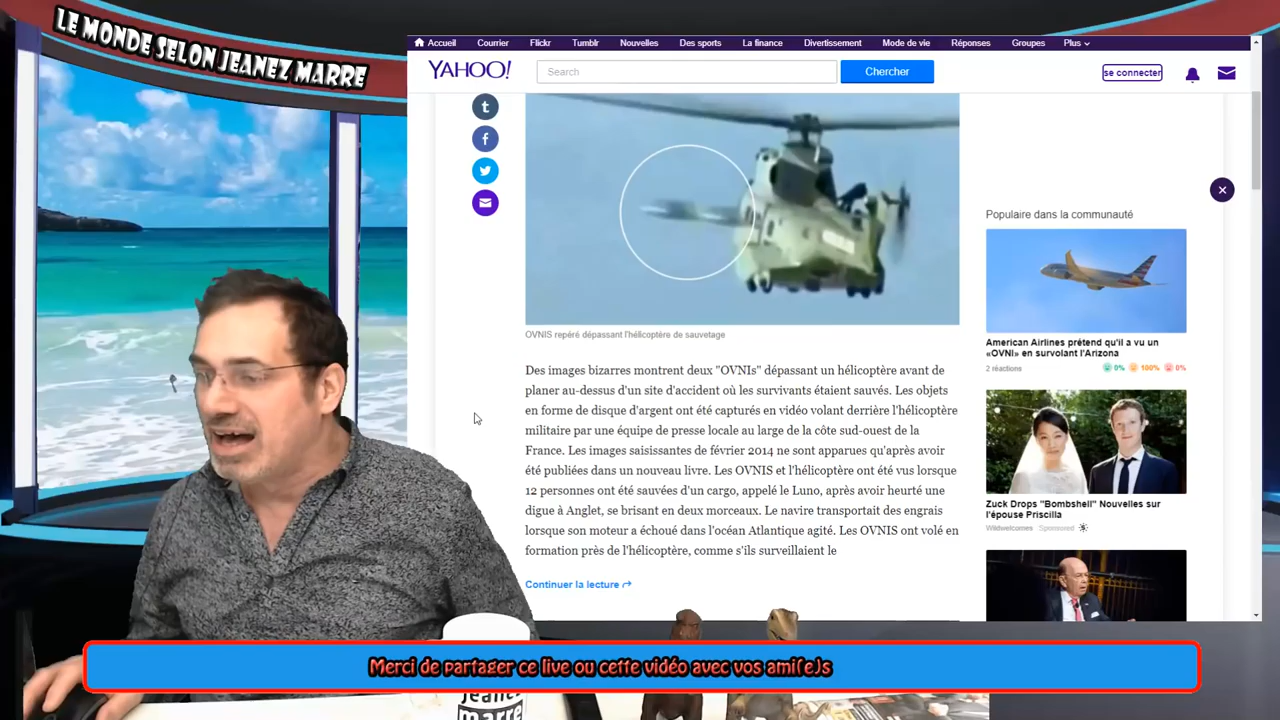 LE MONDE SELON JEANEZ MARRE
Accueil Courrier Flickr Tumblr Nouvelles Des sports La finance Divertissement Mode de vie Réponses Groupes Plus
YAHOO!
Search
Chercher
se connecter
OVNIS repéré dépassant l'hélicoptère de sauvetage
Des images bizarres montrent deux "OVNIs" dépassant un hélicoptère avant de
planer au-dessus d'un site d'accident où les survivants étaient sauvés. Les objets
en forme de disque d'argent ont été capturés en vidéo volant derrière l'hélicoptère
militaire par une équipe de presse locale au large de la côte sud-ouest de la
France. Les images saisissantes de février 2014 ne sont apparues qu'après avoir
été publiées dans un nouveau livre. Les OVNIS et l'hélicoptère ont été vus lorsque
12 personnes ont été sauvées d'un cargo, appelé le Luno, après avoir heurté une
digue à Anglet, se brisant en deux morceaux. Le navire transportait des engrais
lorsque son moteur a échoué dans l'océan Atlantique agité. Les OVNIS ont volé en
formation près de l'hélicoptère, comme s'ils surveillaient le
Continuer la lecture
Populaire dans la communauté
American Airlines prétend qu'il a vu un
«OVNI» en survolant l'Arizona
2 réactions 0% 100% 0%
Zuck Drops "Bombshell" Nouvelles sur
l'épouse Priscilla
Wildwelcomes Sponsored
Merci de partager ce live ou cette vidéo avec vos ami(e)s
jeanez
marre